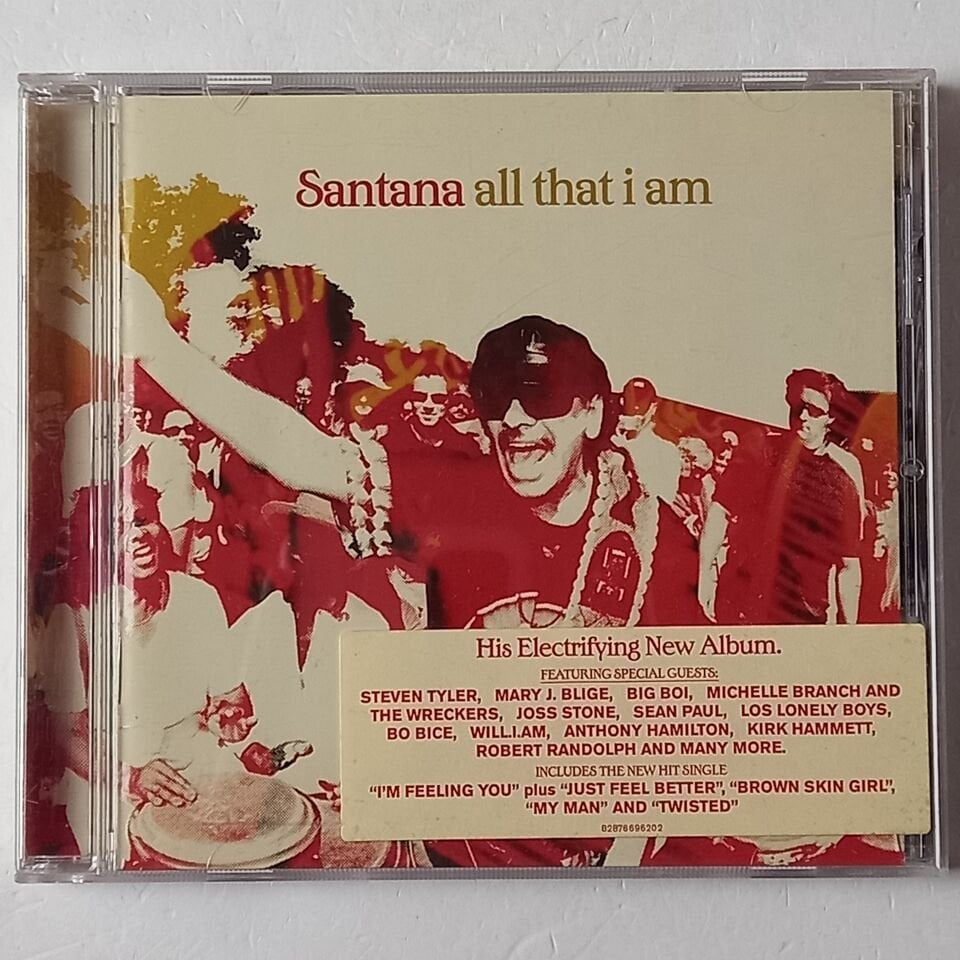 Santana all that i am
His Electrifying New Album.
FEATURING SPECIAL GUESTS:
STEVEN TYLER, MARY J. BLIGE, BIG BOI, MICHELLE BRANCH AND
THE WRECKERS, JOSS STONE, SEAN PAUL, LOS LONELY BOYS,
BO BICE, WILL.I.AM, ANTHONY HAMILTON, KIRK HAMMETT,
ROBERT RANDOLPH AND MANY MORE.
INCLUDES THE NEW HIT SINGLE
"I'M FEELING YOU" plus "JUST FEEL BETTER", "BROWN SKIN GIRL",
"MY MAN" AND "TWISTED"
82876696202